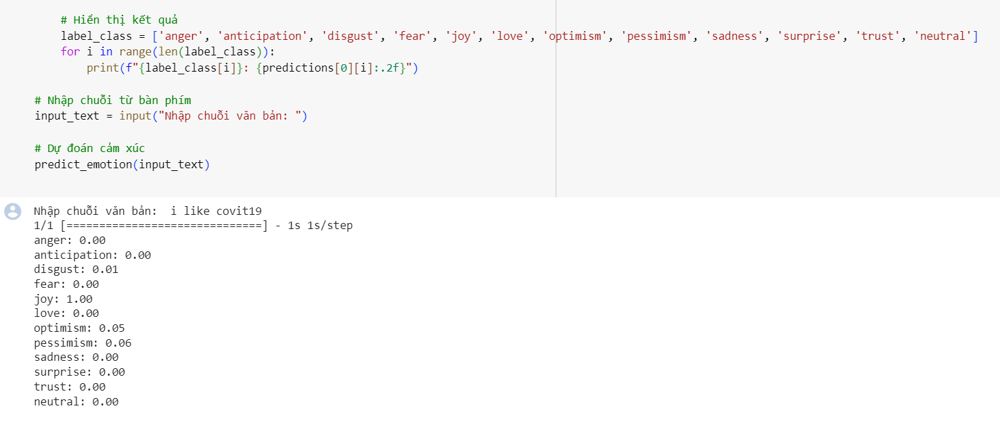 # Hiển thị kết quả
label_class = ['anger', 'anticipation', 'disgust', 'fear', 'joy', 'love', 'optimism', 'pessimism', 'sadness', 'surprise', 'trust', 'neutral']
for i in range(len(label_class)):
print(f"{label_class[i]}: {predictions[0][i]:.2f}")
# Nhập chuỗi từ bàn phím
input_text = input("Nhập chuỗi văn bản: ")
# Dự đoán cảm xúc
predict_emotion(input_text)
Nhập chuỗi văn bản:  i like covit19
1/1 [==============================] - 1s 1s/step
anger: 0.00
anticipation: 0.00
disgust: 0.01
fear: 0.00
joy: 1.00
love: 0.00
optimism: 0.05
pessimism: 0.06
sadness: 0.00
surprise: 0.00
trust: 0.00
neutral: 0.00